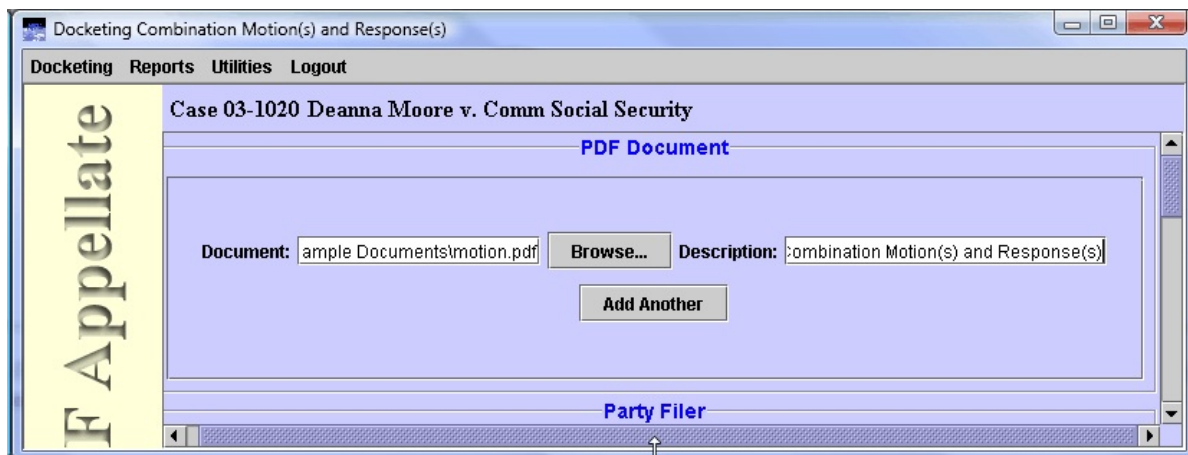 Docketing Combination Motion(s) and Response(s)
Docketing Reports Utilities Logout
F Appellate
Case 03-1020 Deanna Moore v. Comm Social Security
PDF Document
Document: ample Documents\motion.pdf Browse... Description: ombination Motion(s) and Response(s)
Add Another
Party Filer